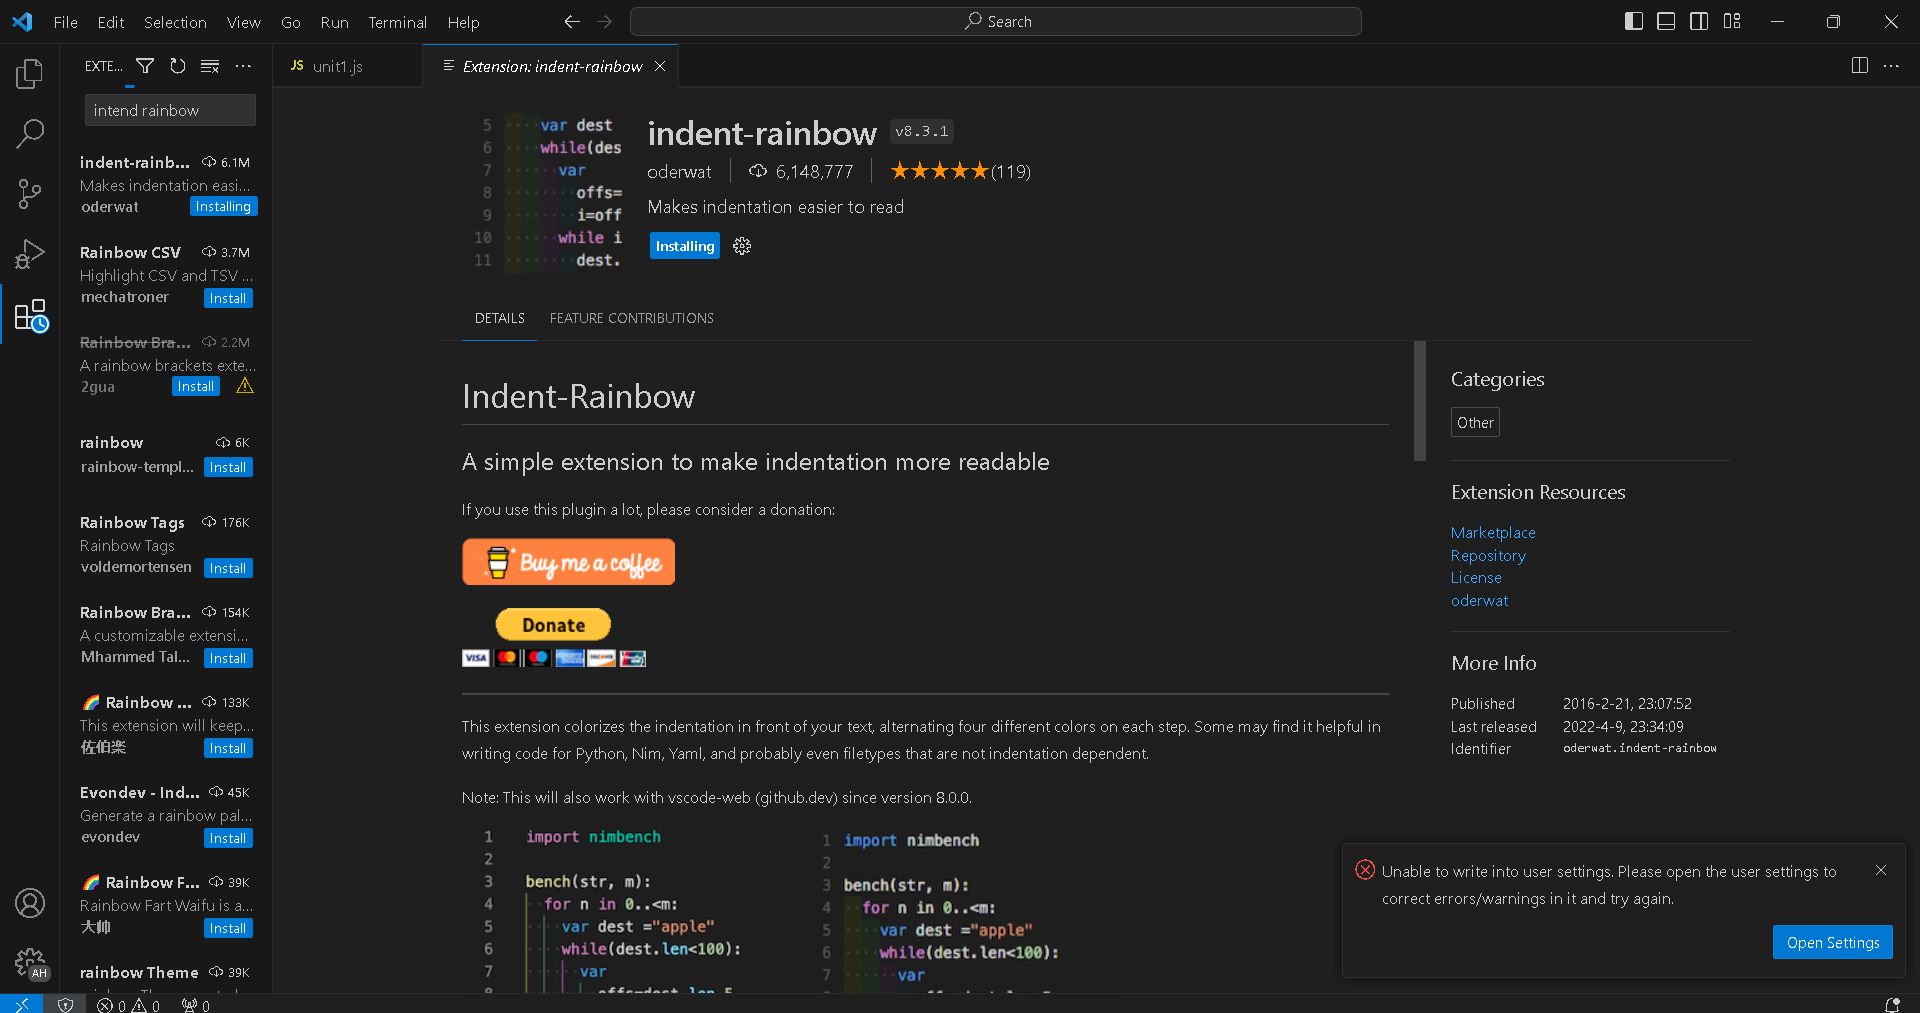 File Edit Selection View Go Run Terminal Help
Search
EXTE...
JS unit1.js
Extension: indent-rainbow
intend rainbow
indent-rainb... 6.1M
Makes indentation easi...
oderwat Installing
Rainbow CSV 3.7M
Highlight CSV and TSV ...
mechatroner Install
Rainbow Bra... 2.2M
A rainbow brackets exte...
2gua Install
rainbow 6K
rainbow-templ... Install
Rainbow Tags 176K
Rainbow Tags
voldemortensen Install
Rainbow Bra... 154K
A customizable extensi...
Mhammed Tal... Install
Rainbow ... 133K
This extension will keep...
佐伯楽 Install
Evondev - Ind... 45K
Generate a rainbow pal...
evondev Install
Rainbow F... 39K
Rainbow Fart Waifu is a...
大帅 Install
rainbow Theme 39K
AH
0 0 0
5 var dest
6 while(des
7 var
8 offs=
9 i=off
10 while i
11 dest.
indent-rainbow v8.3.1
oderwat 6,148,777 (119)
Makes indentation easier to read
Installing
DETAILS FEATURE CONTRIBUTIONS
Indent-Rainbow
A simple extension to make indentation more readable
If you use this plugin a lot, please consider a donation:
Buy me a coffee
Donate
VISA
This extension colorizes the indentation in front of your text, alternating four different colors on each step. Some may find it helpful in
writing code for Python, Nim, Yaml, and probably even filetypes that are not indentation dependent.
Note: This will also work with vscode-web (github.dev) since version 8.0.0.
1 import nimbench
2
3 bench(str, m):
4 for n in 0..<m:
5 var dest ="apple"
6 while(dest.len<100):
7 var
8 offs=dest.len-5
1 import nimbench
2
3 bench(str, m):
4 for n in 0..<m:
5 var dest ="apple"
6 while(dest.len<100):
7 var
Categories
Other
Extension Resources
Marketplace
Repository
License
oderwat
More Info
Published 2016-2-21, 23:07:52
Last released 2022-4-9, 23:34:09
Identifier oderwat.indent-rainbow
Unable to write into user settings. Please open the user settings to
correct errors/warnings in it and try again.
Open Settings